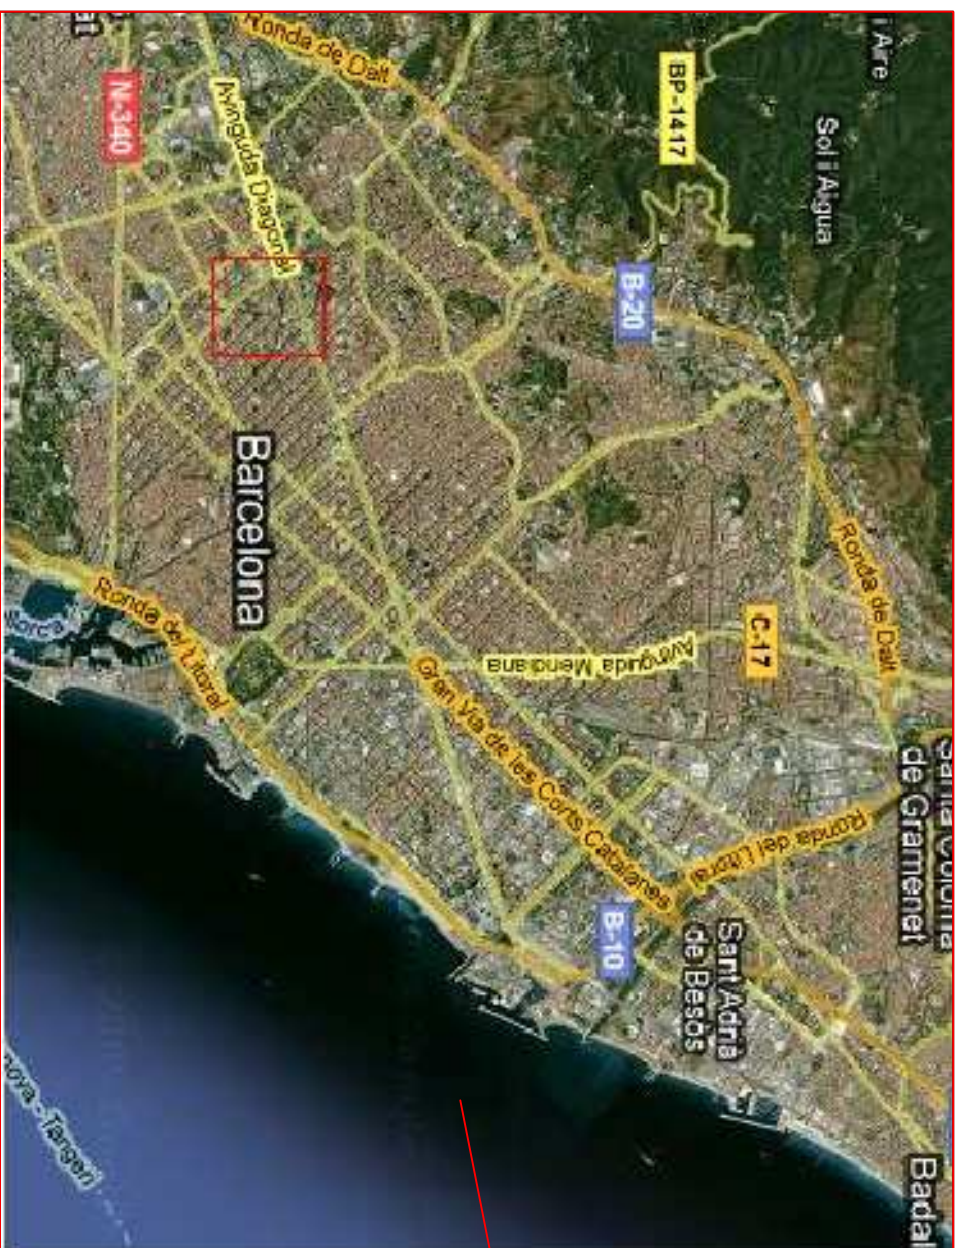 i Aire
Sol i Aigua
BP-1417
Ronda de Dalt
Avinguda Diagonal
N-340
B-20
Barcelona
Ronda de Dalt
C-17
Avinguda Meridiana
Gran Via de les Corts Catalanes
Ronda del Litoral
Ronda del Litoral
de Gramenet
B-10
Sant Adrià
de Besòs